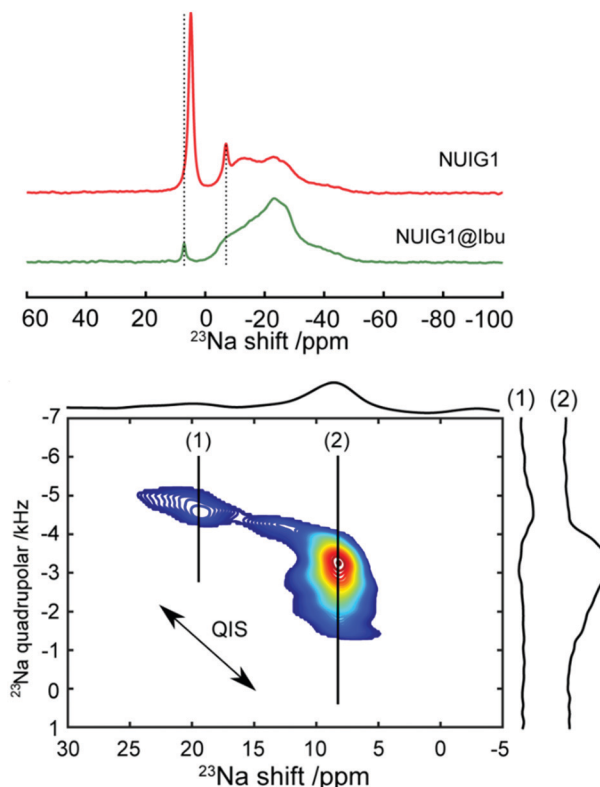 NUIG1
NUIG1@Ibu
60 40 20 0 -20 -40 -60 -80 -100
23Na shift /ppm
(1) (2)
-7
(1) (2)
-6
-5
-4
-3
-2
QIS
-1
0
1
23Na quadrupolar /kHz
30 25 20 15 10 5 0 -5
23Na shift /ppm